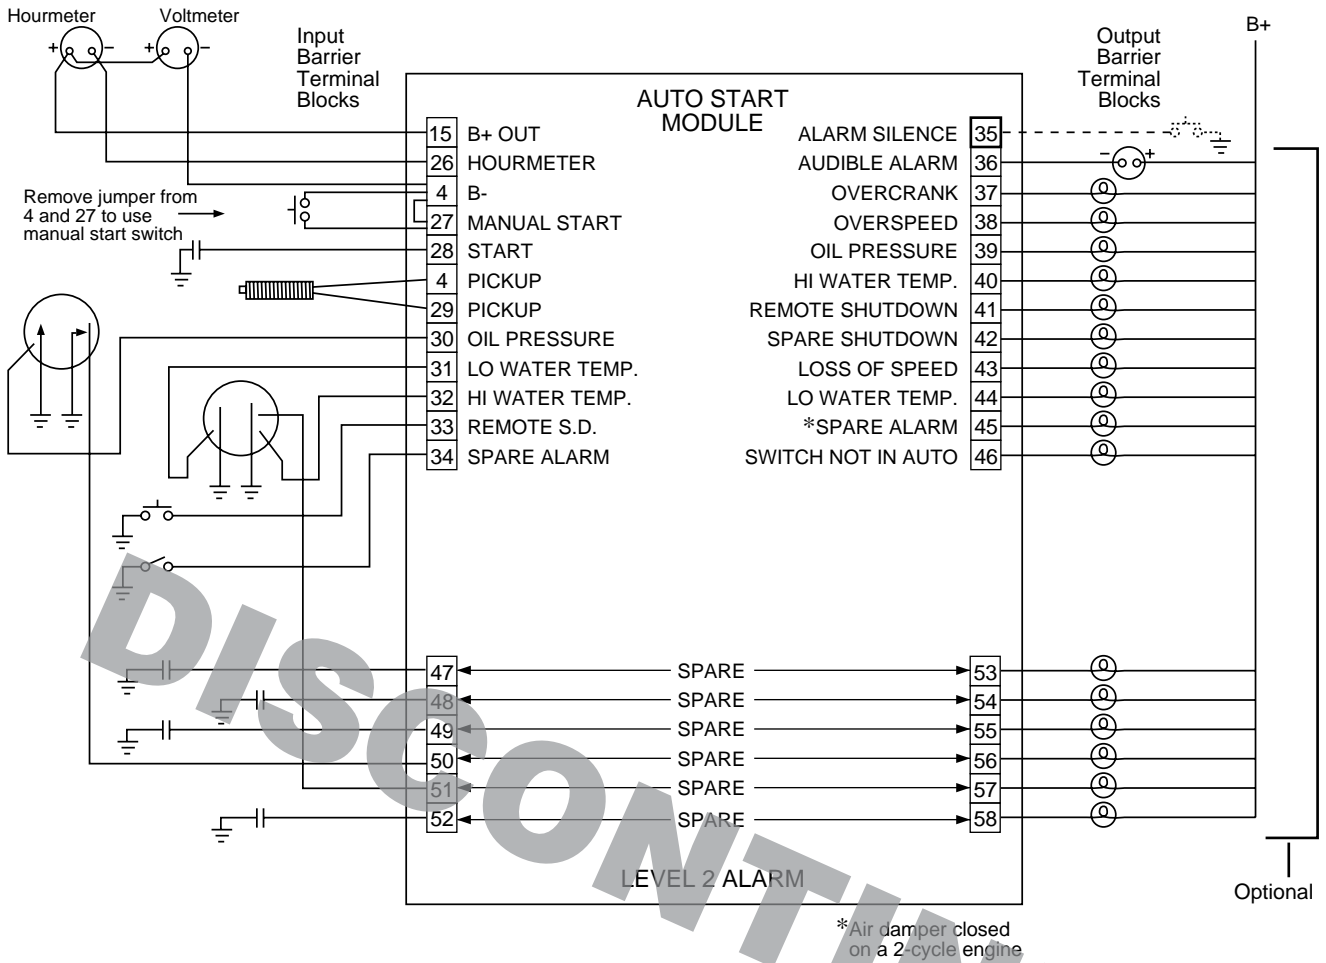 Hourmeter
Voltmeter
+ - + -
Input
Barrier
Terminal
Blocks
Output
Barrier
Terminal
Blocks
B+
AUTO START
MODULE
15 B+ OUT
26 HOURMETER
4 B-
27 MANUAL START
28 START
4 PICKUP
29 PICKUP
30 OIL PRESSURE
31 LO WATER TEMP.
32 HI WATER TEMP.
33 REMOTE S.D.
34 SPARE ALARM
Remove jumper from
4 and 27 to use
manual start switch
ALARM SILENCE 35
AUDIBLE ALARM 36 - +
OVERCRANK 37
OVERSPEED 38
OIL PRESSURE 39
HI WATER TEMP. 40
REMOTE SHUTDOWN 41
SPARE SHUTDOWN 42
LOSS OF SPEED 43
LO WATER TEMP. 44
*SPARE ALARM 45
SWITCH NOT IN AUTO 46
47 SPARE 53
48 SPARE 54
49 SPARE 55
50 SPARE 56
51 SPARE 57
52 SPARE 58
LEVEL 2 ALARM
Optional
*Air damper closed
on a 2-cycle engine
DISCONTIN